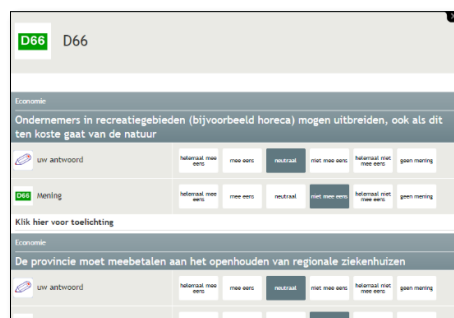 D66 D66
Economie
Ondernemers in recreatiegebieden (bijvoorbeeld horeca) mogen uitbreiden, ook als dit
ten koste gaat van de natuur
uw antwoord helemaal mee eens mee eens neutraal niet mee eens helemaal niet mee eens geen mening
D66 Mening helemaal mee eens mee eens neutraal niet mee eens helemaal niet mee eens geen mening
Klik hier voor toelichting
Economie
De provincie moet meebetalen aan het openhouden van regionale ziekenhuizen
uw antwoord helemaal mee eens mee eens neutraal niet mee eens helemaal niet mee eens geen mening